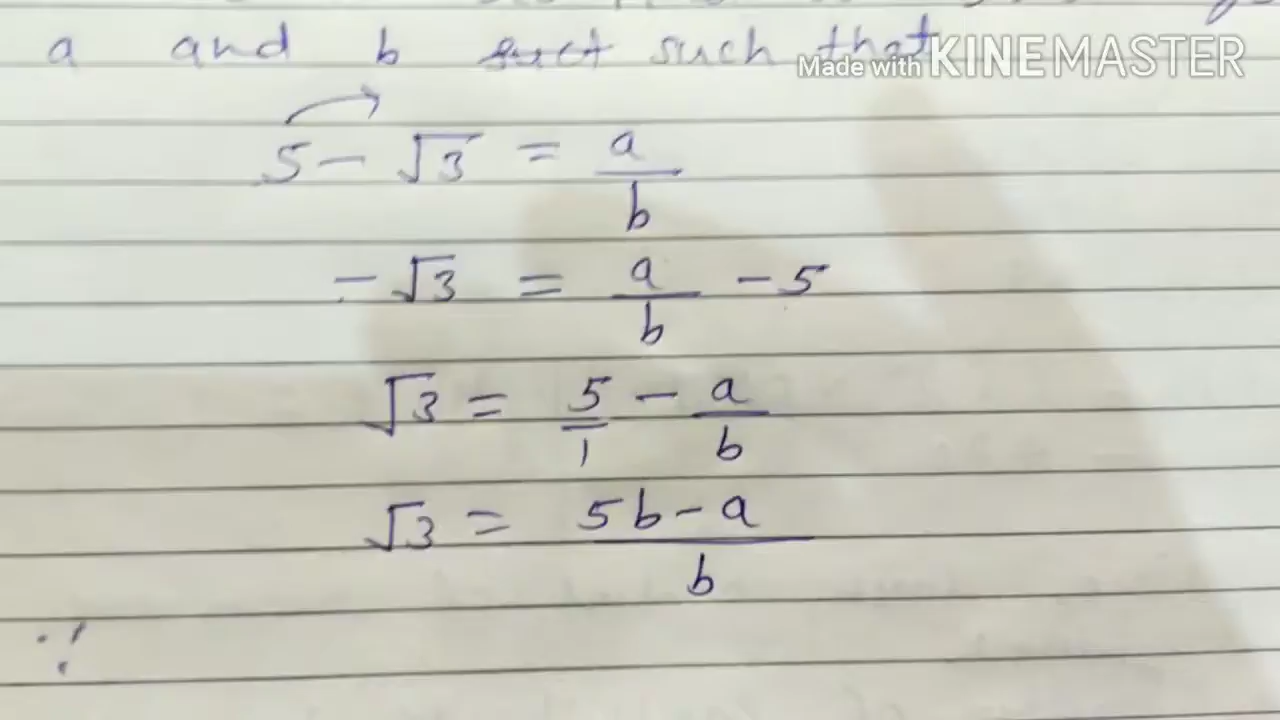 a and b such that
Made with KINEMASTER
5 - √3 = a/b
- √3 = a/b - 5
√3 = 5/1 - a/b
√3 = 5b - a/b
∵